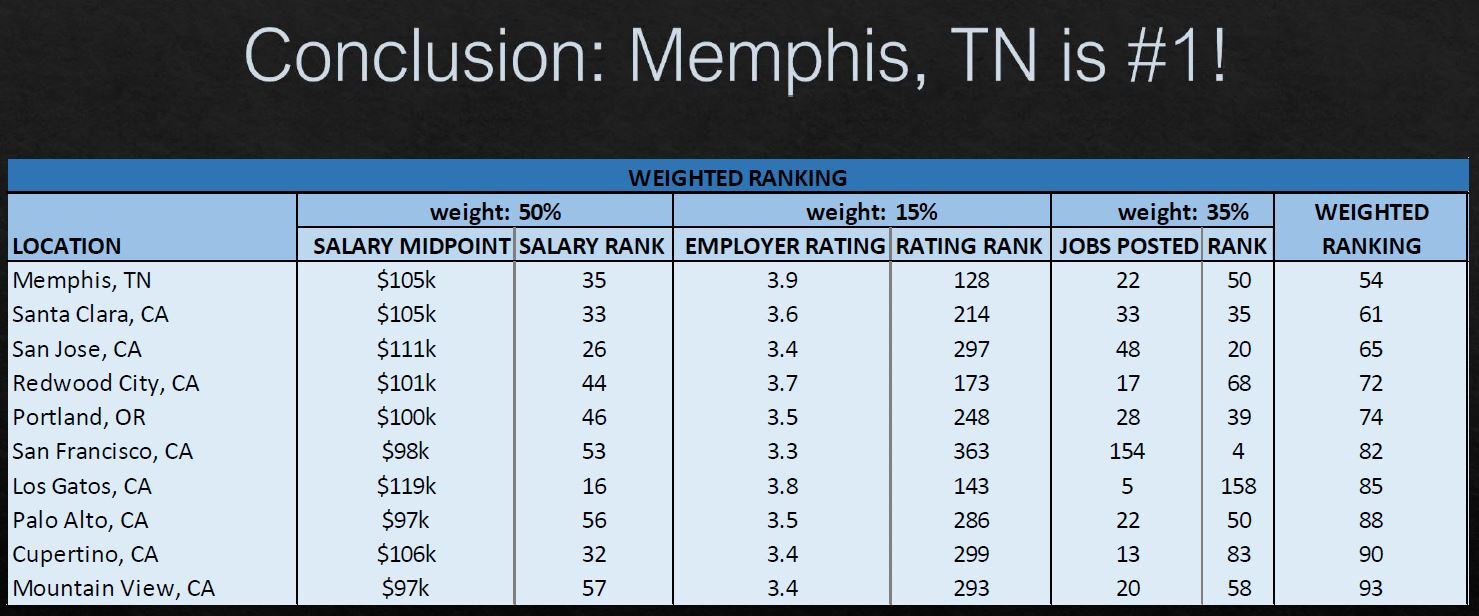 Conclusion: Memphis, TN is #1!
WEIGHTED RANKING
weight: 50% weight: 15% weight: 35% WEIGHTED
LOCATION SALARY MIDPOINT SALARY RANK EMPLOYER RATING RATING RANK JOBS POSTED RANK RANKING
Memphis, TN $105k 35 3.9 128 22 50 54
Santa Clara, CA $105k 33 3.6 214 33 35 61
San Jose, CA $111k 26 3.4 297 48 20 65
Redwood City, CA $101k 44 3.7 173 17 68 72
Portland, OR $100k 46 3.5 248 28 39 74
San Francisco, CA $98k 53 3.3 363 154 4 82
Los Gatos, CA $119k 16 3.8 143 5 158 85
Palo Alto, CA $97k 56 3.5 286 22 50 88
Cupertino, CA $106k 32 3.4 299 13 83 90
Mountain View, CA $97k 57 3.4 293 20 58 93